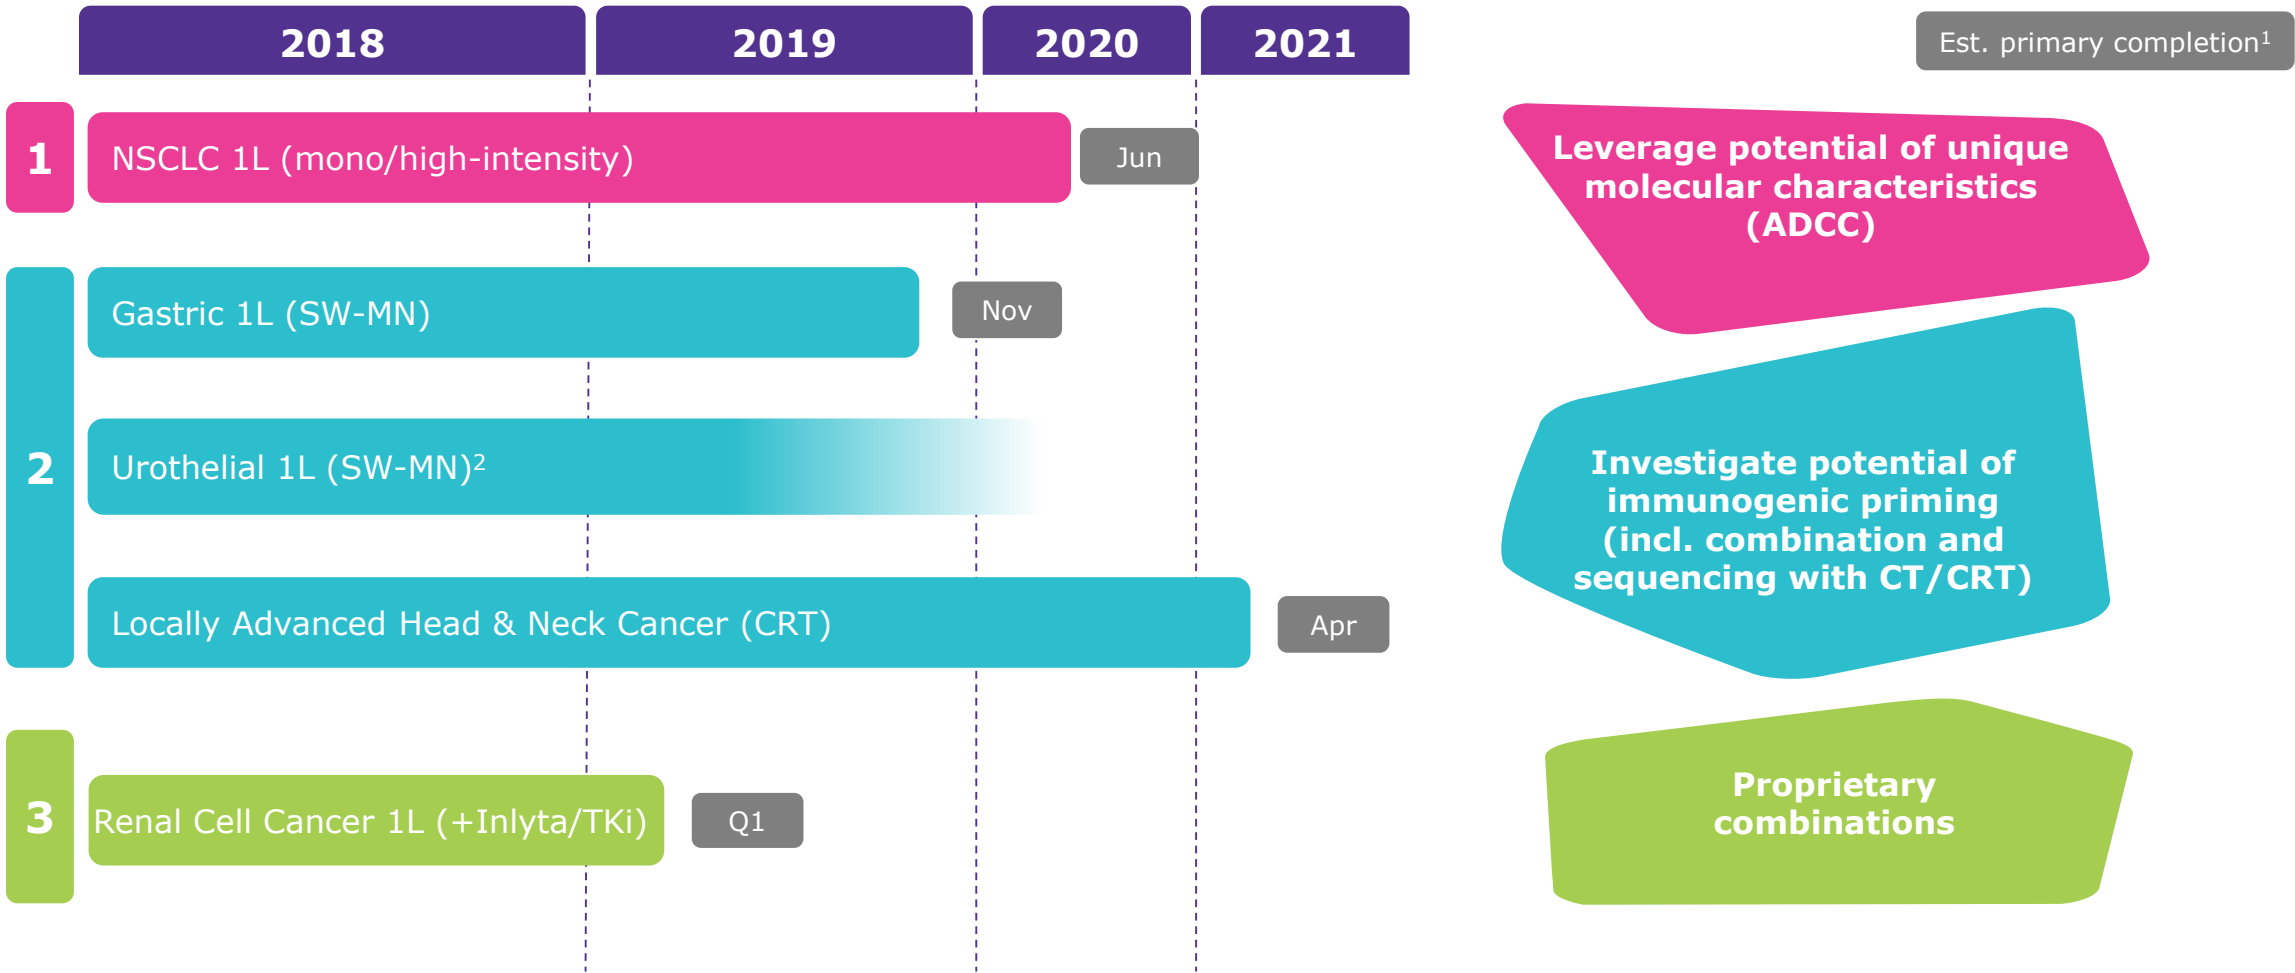 2018
2019
2020
2021
Est. primary completion¹
1
NSCLC 1L (mono/high-intensity)
Jun
Leverage potential of unique
molecular characteristics
(ADCC)
2
Gastric 1L (SW-MN)
Nov
Urothelial 1L (SW-MN)²
Locally Advanced Head & Neck Cancer (CRT)
Apr
Investigate potential of
immunogenic priming
(incl. combination and
sequencing with CT/CRT)
3
Renal Cell Cancer 1L (+Inlyta/TKi)
Q1
Proprietary
combinations